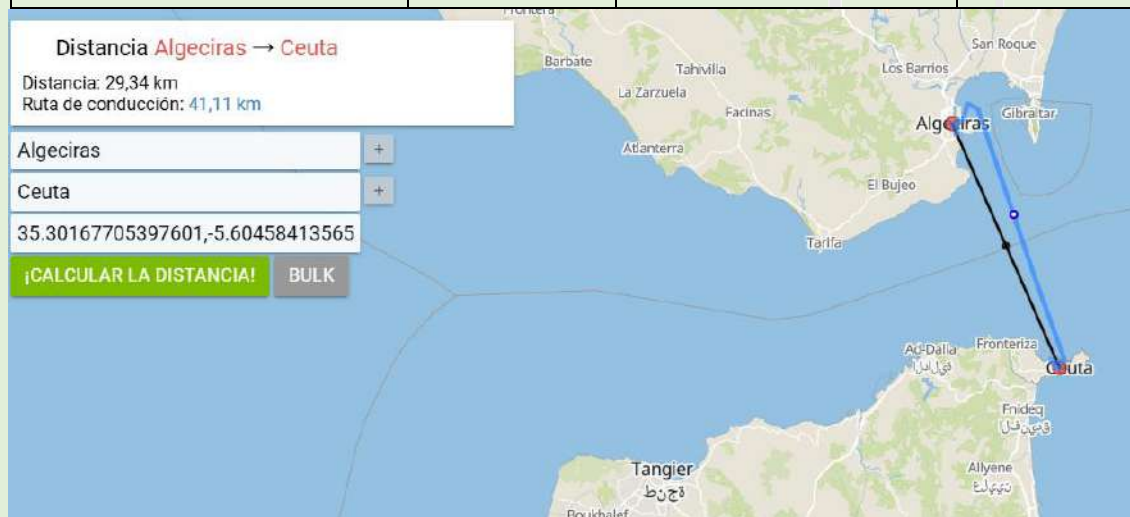 Distancia Algeciras → Ceuta
Distancia: 29,34 km
Ruta de conducción: 41,11 km
Algeciras
+
Ceuta
+
35.30167705397601,-5.60458413565
¡CALCULAR LA DISTANCIA!
BULK
Barbate
Tahivilla
La Zarzuela
Facinas
Atlanterra
Los Barrios
San Roque
Algeciras
Gibraltar
El Bujeo
Tarifa
Ad-Dalia
Fronteriza
Ceuta
Fnideq
الفنيدق
Allyene
Tangier
طنجة